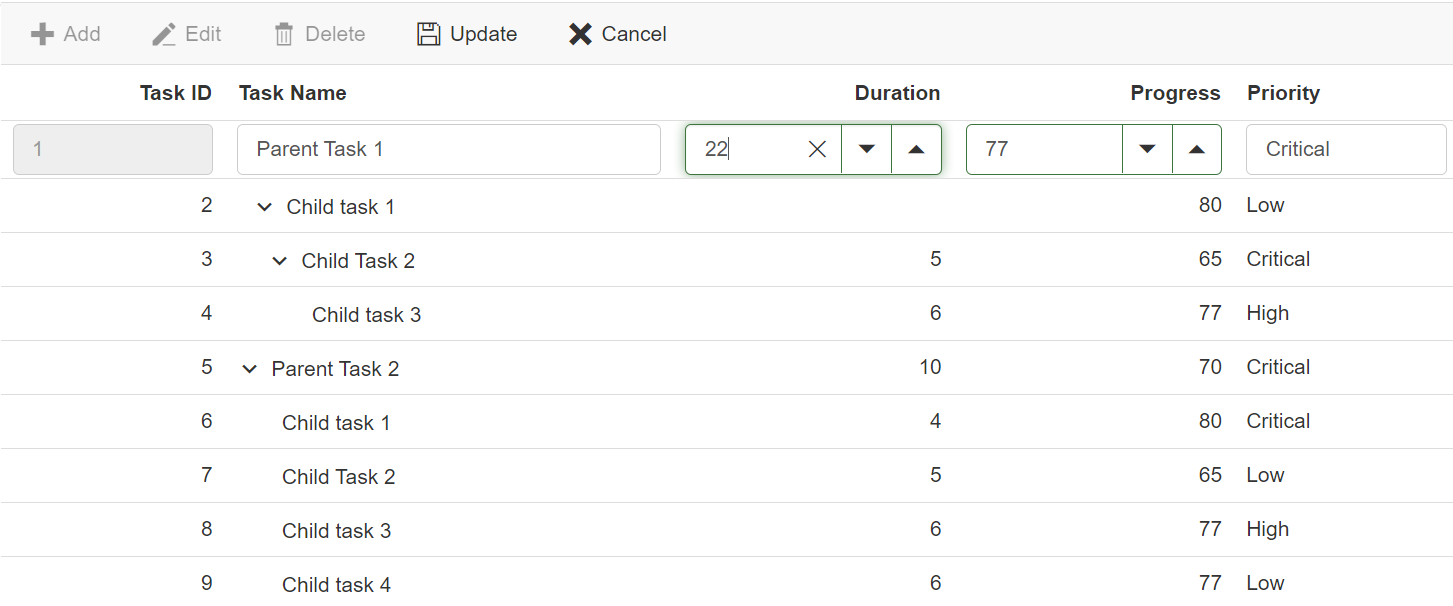 Add Edit Delete Update Cancel
Task ID Task Name Duration Progress Priority
1 Parent Task 1 22 77 Critical
2 Child task 1 80 Low
3 Child Task 2 5 65 Critical
4 Child task 3 6 77 High
5 Parent Task 2 10 70 Critical
6 Child task 1 4 80 Critical
7 Child Task 2 5 65 Low
8 Child task 3 6 77 High
9 Child task 4 6 77 Low